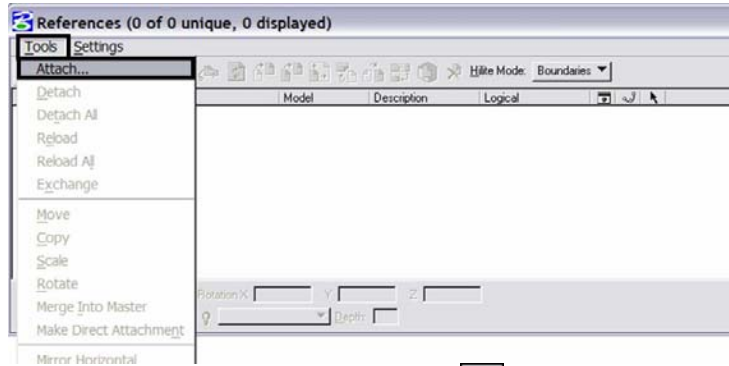 References (0 of 0 unique, 0 displayed)
Tools Settings
Attach...
Hilite Mode: Boundaries
Detach
Model Description Logical
Detach All
Reload
Reload All
Exchange
Move
Copy
Scale
Rotate
Rotation X Y Z
Merge Into Master
Depth:
Make Direct Attachment
Mirror Horizontal